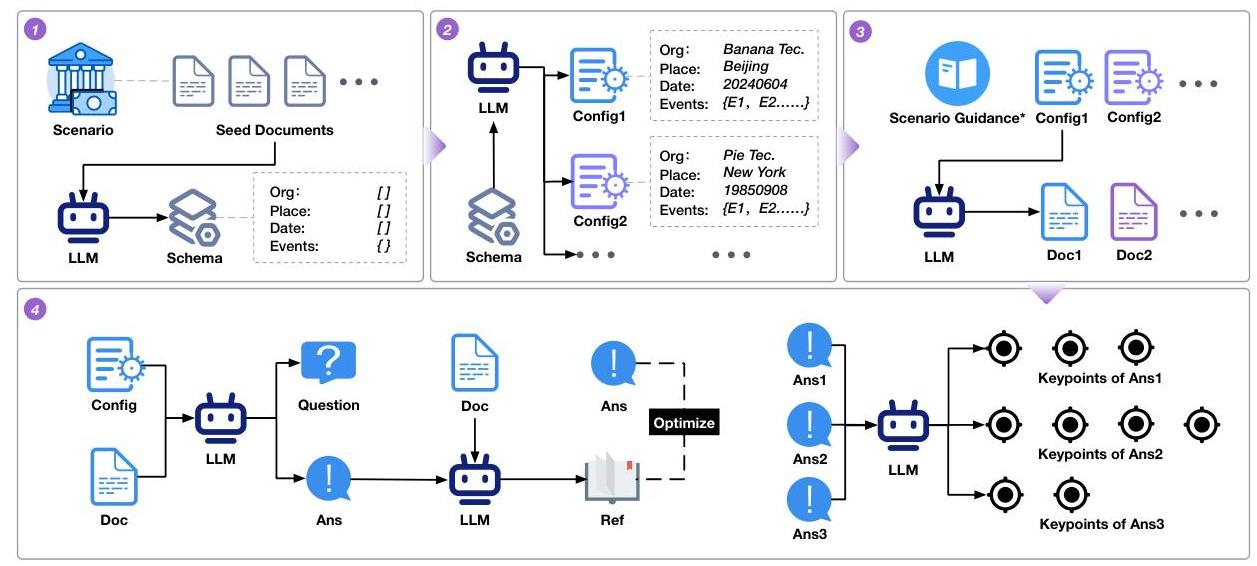 1
Scenario
Seed Documents
LLM
Schema
Org: [ ]
Place: [ ]
Date: [ ]
Events: { }
2
LLM
Schema
Config1
Org: Banana Tec.
Place: Beijing
Date: 20240604
Events: {E1, E2......}
Config2
Org: Pie Tec.
Place: New York
Date: 19850908
Events: {E1, E2......}
3
Scenario Guidance*
Config1
Config2
LLM
Doc1
Doc2
4
Config
Doc
LLM
Question
Ans
Doc
LLM
Ans
Optimize
Ref
Ans1
Ans2
Ans3
LLM
Keypoints of Ans1
Keypoints of Ans2
Keypoints of Ans3